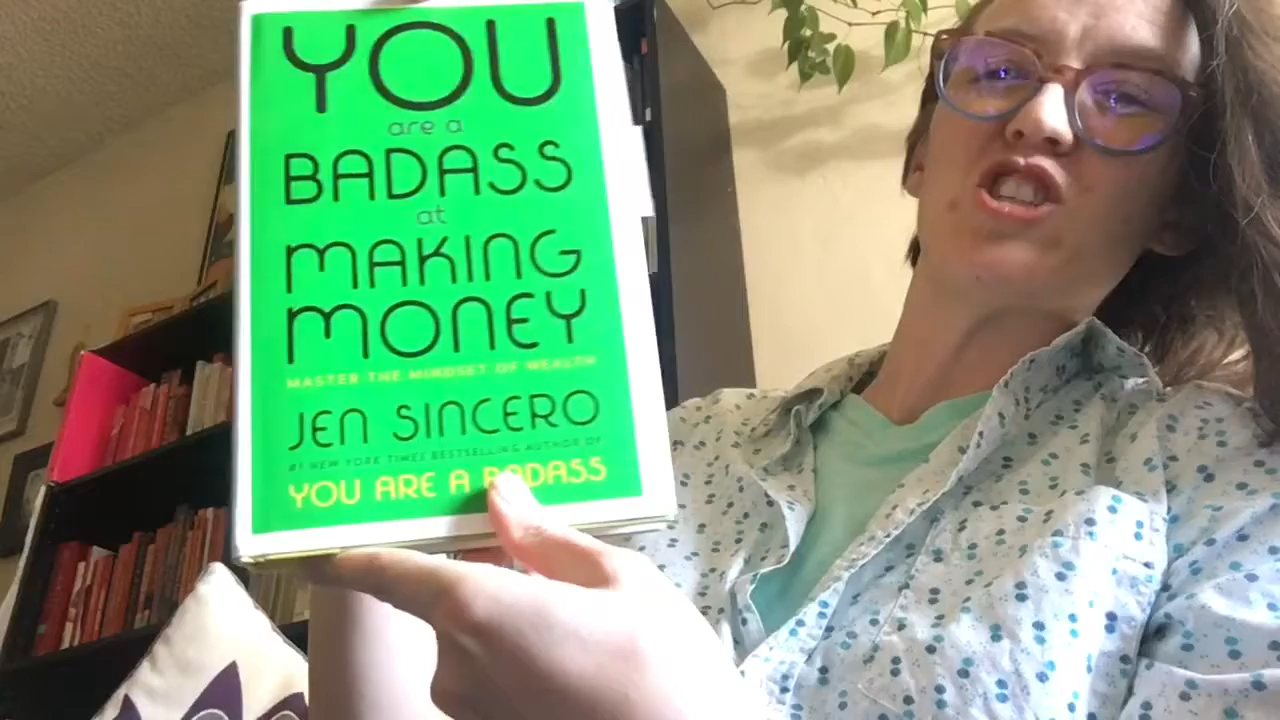 YOU
are a
BADASS
at
MAKING
MONEY
MASTER THE MINDSET OF WEALTH
JEN SINCERO
#1 NEW YORK TIMES BESTSELLING AUTHOR OF
YOU ARE A BADASS